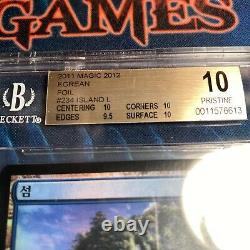 GAMES
2011 MAGIC 2012
KOREAN
FOIL
#234 ISLAND L
CENTERING 10 CORNERS 10
EDGES 9.5 SURFACE 10
10
PRISTINE
0011576613
B
BECKETT
섬